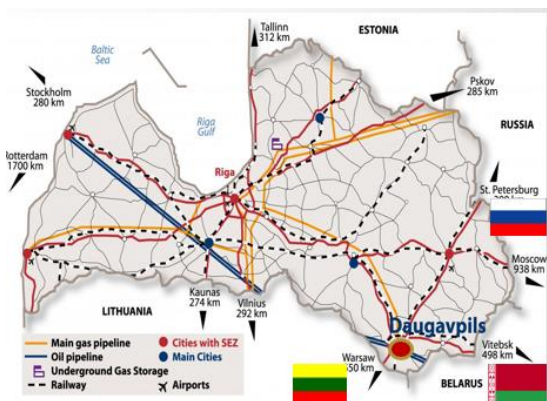 Tallinn
312 km
ESTONIA
Baltic
Sea
Stockholm
280 km
Riga
Gulf
Pskov
285 km
RUSSIA
Rotterdam
1700 km
Riga
St. Petersburg
Moscow
938 km
LITHUANIA
Kaunas
274 km
Vilnius
292 km
Daugavpils
Main gas pipeline
Oil pipeline
Underground Gas Storage
Railway
Cities with SEZ
Main Cities
Airports
Warsaw
Vitebsk
498 km
BELARUS